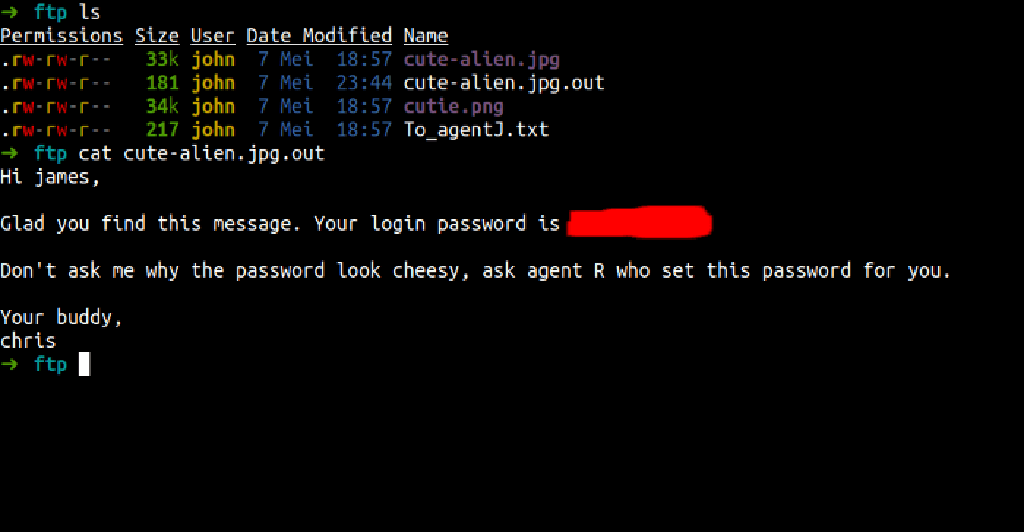 → ftp ls
Permissions Size User Date Modified Name
.rw-rw-r-- 33k john 7 Mei 18:57 cute-alien.jpg
.rw-rw-r-- 181 john 7 Mei 23:44 cute-alien.jpg.out
.rw-rw-r-- 34k john 7 Mei 18:57 cutie.png
.rw-rw-r-- 217 john 7 Mei 18:57 To_agentJ.txt
→ ftp cat cute-alien.jpg.out
Hi james,
Glad you find this message. Your login password is
Don't ask me why the password look cheesy, ask agent R who set this password for you.
Your buddy,
chris
→ ftp